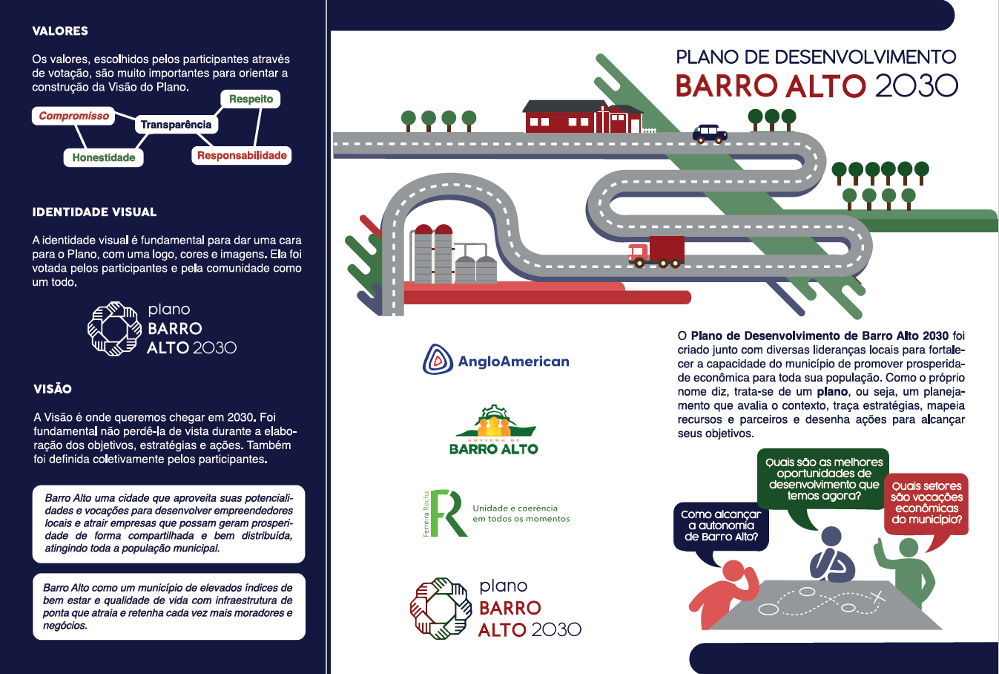 VALORES
Os valores, escolhidos pelos participantes através
de votação, são muito importantes para orientar a
construção da Visão do Plano.
Respeito
Compromisso
Transparência
Honestidade
Responsabilidade
IDENTIDADE VISUAL
A identidade visual é fundamental para dar uma cara
para o Plano, com uma logo, cores e imagens. Ela foi
votada pelos participantes e pela comunidade como
um todo.
plano
BARRO
ALTO 2030
VISÃO
A Visão é onde queremos chegar em 2030. Foi
fundamental não perdê-la de vista durante a elabo-
ração dos objetivos, estratégias e ações. Também
foi definida coletivamente pelos participantes.
Barro Alto uma cidade que aproveita suas potenciali-
dades e vocações para desenvolver empreendedores
locais e atrair empresas que possam geram prosperi-
dade de forma compartilhada e bem distribuída,
atingindo toda a população municipal.
Barro Alto como um município de elevados índices de
bem estar e qualidade de vida com infraestrutura de
ponta que atraia e retenha cada vez mais moradores e
negócios.
PLANO DE DESENVOLVIMENTO
BARRO ALTO 2030
AngloAmerican
GOVERNO DE
BARRO ALTO
Ferreira Rocha
FR
Unidade e coerência
em todos os momentos
plano
BARRO
ALTO 2030
O Plano de Desenvolvimento de Barro Alto 2030 foi
criado junto com diversas lideranças locais para fortale-
cer a capacidade do município de promover prosperida-
de econômica para toda sua população. Como o próprio
nome diz, trata-se de um plano, ou seja, um planeja-
mento que avalia o contexto, traça estratégias, mapeia
recursos e parceiros e desenha ações para alcançar
seus objetivos.
Quais são as melhores
oportunidades de
desenvolvimento que
temos agora?
Quais setores
são vocações
econômicas
do município?
Como alcançar
a autonomia
de Barro Alto?